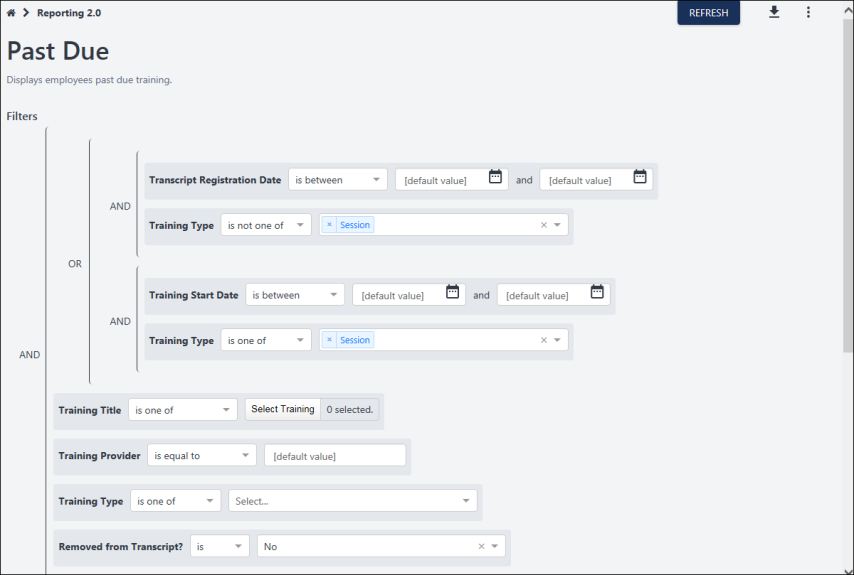 Reporting 2.0 REFRESH
Past Due
Displays employees past due training.
Filters
Transcript Registration Date is between [default value] and [default value]
AND
Training Type is not one of × Session ×
OR
Training Start Date is between [default value] and [default value]
AND
Training Type is one of × Session ×
AND
Training Title is one of Select Training 0 selected.
Training Provider is equal to [default value]
Training Type is one of Select...
Removed from Transcript? is No ×